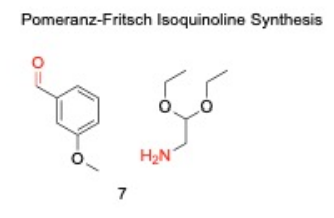 Pomeranz-Fritsch Isoquinoline Synthesis
O
O O
H₂N
O
7